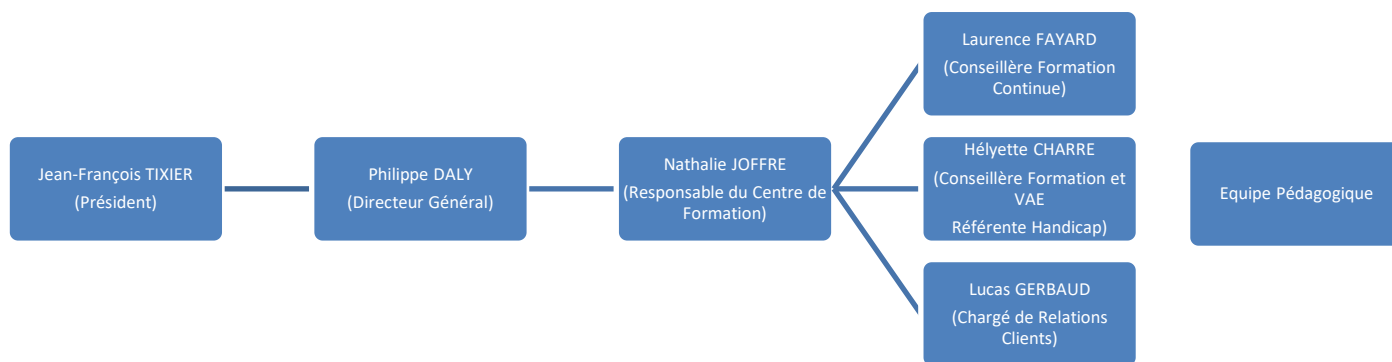 Jean-François TIXIER
(Président)
Philippe DALY
(Directeur Général)
Nathalie JOFFRE
(Responsable du Centre de
Formation)
Laurence FAYARD
(Conseillère Formation
Continue)
Hélyette CHARRE
(Conseillère Formation et
VAE
Référente Handicap)
Lucas GERBAUD
(Chargé de Relations
Clients)
Equipe Pédagogique